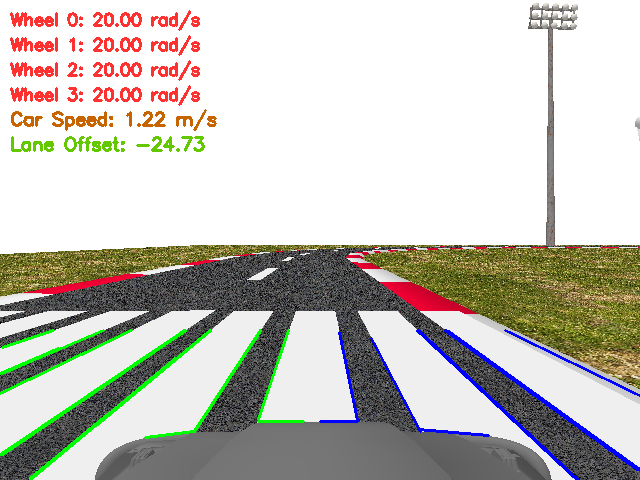 Wheel 0: 20.00 rad/s
Wheel 1: 20.00 rad/s
Wheel 2: 20.00 rad/s
Wheel 3: 20.00 rad/s
Car Speed: 1.22 m/s
Lane Offset: -24.73